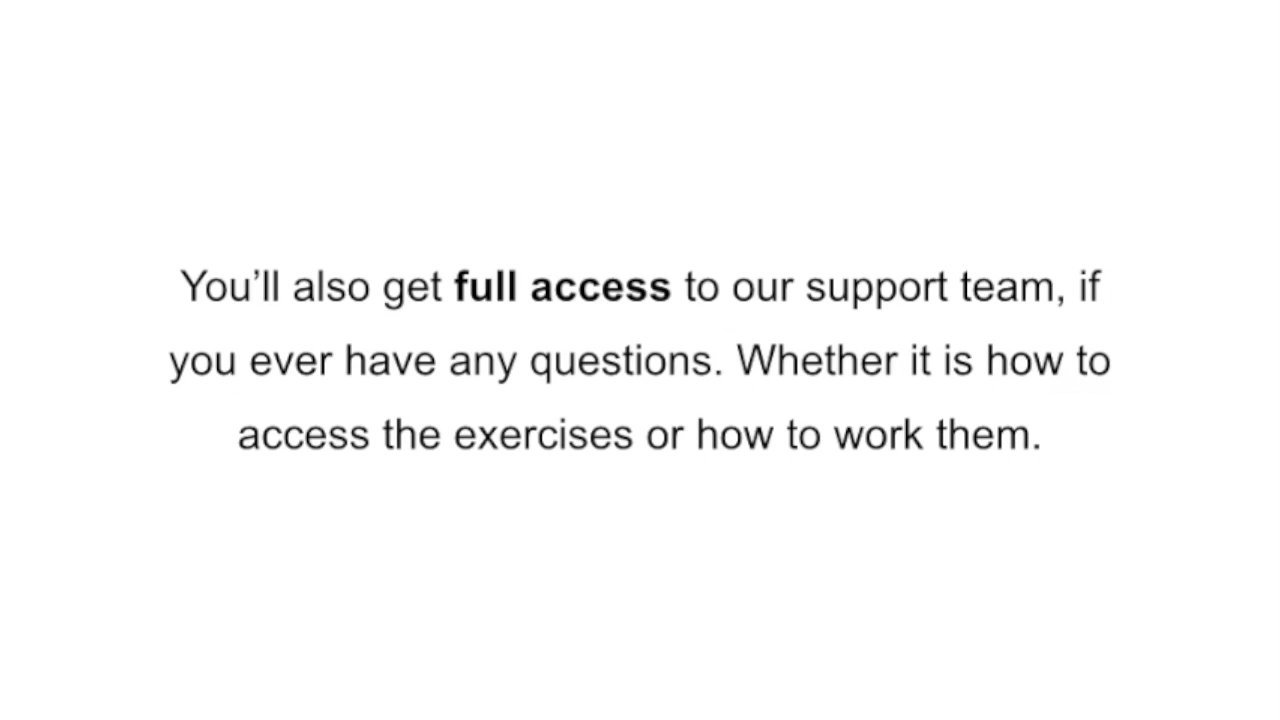 You’ll also get full access to our support team, if
you ever have any questions. Whether it is how to
access the exercises or how to work them.